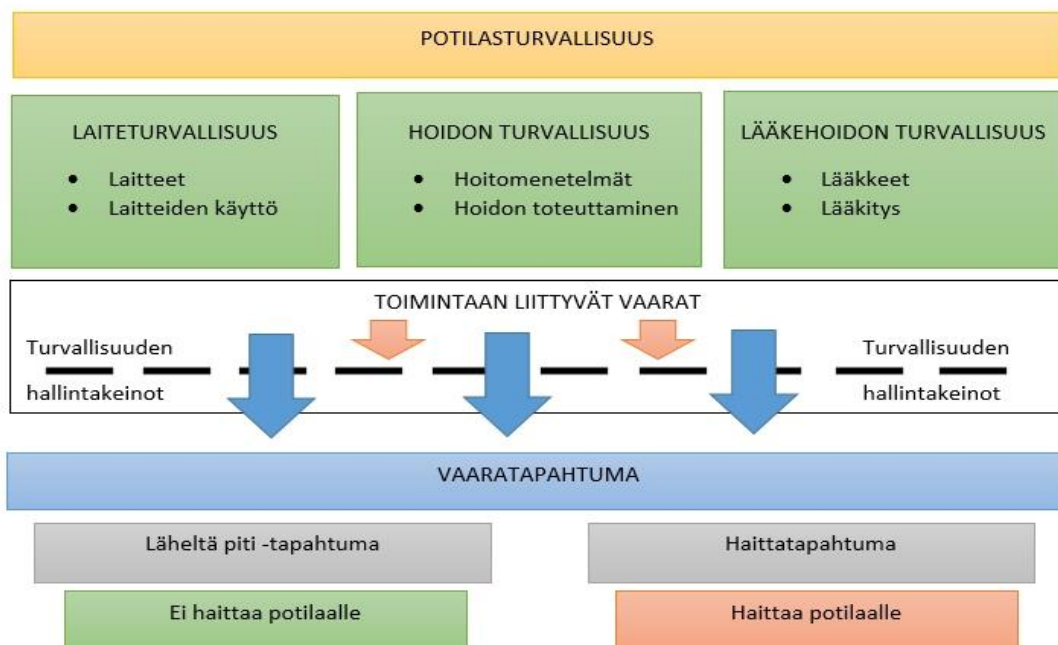 POTILASTURVALLISUUS
LAITETURVALLISUUS
• Laitteet
• Laitteiden käyttö
HOIDON TURVALLISUUS
• Hoitomenetelmät
• Hoidon toteuttaminen
LÄÄKEHOIDON TURVALLISUUS
• Lääkkeet
• Lääkitys
TOIMINTAAN LIITTYVÄT VAARAT
Turvallisuuden
hallintakeinot
Turvallisuuden
hallintakeinot
VAARATAPAHTUMA
Läheltä piti -tapahtuma
Haittatapahtuma
Ei haittaa potilaalle
Haittaa potilaalle